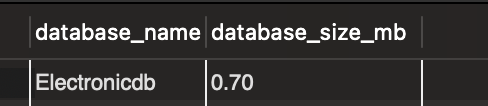 database_name database_size_mb
Electronicdb 0.70